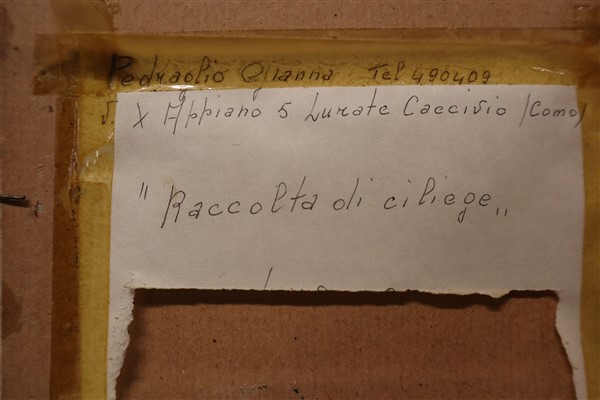 Pedraglio Gianna Tel 490409
V. X Appiano 5 Lurate Caccivio (Como)
"Raccolta di ciliege"